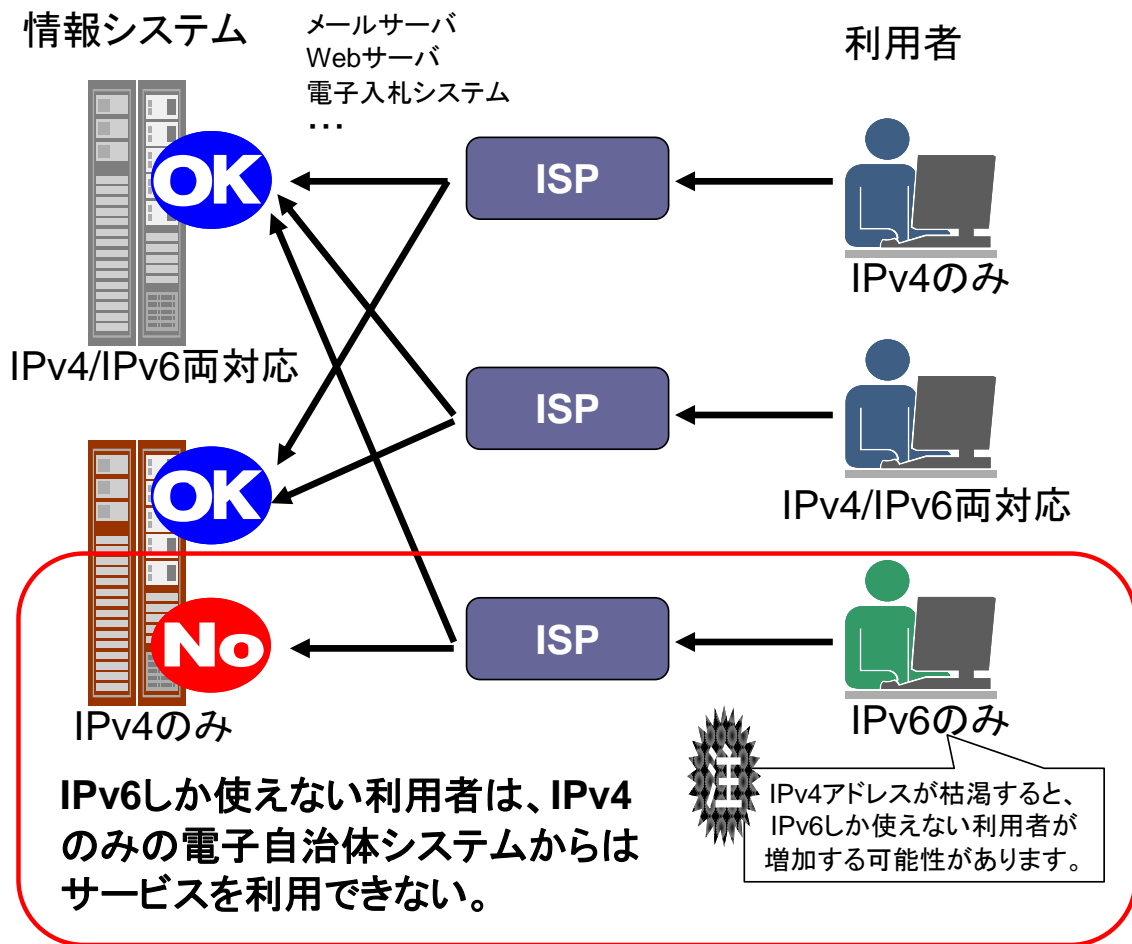 情報システム
メールサーバ
Webサーバ
電子入札システム
・・・
利用者
OK
ISP
IPv4のみ
IPv4/IPv6両対応
ISP
OK
IPv4/IPv6両対応
No
ISP
IPv4のみ
IPv6のみ
注
IPv4アドレスが枯渇すると、
IPv6しか使えない利用者が
増加する可能性があります。
IPv6しか使えない利用者は、IPv4
のみの電子自治体システムからは
サービスを利用できない。